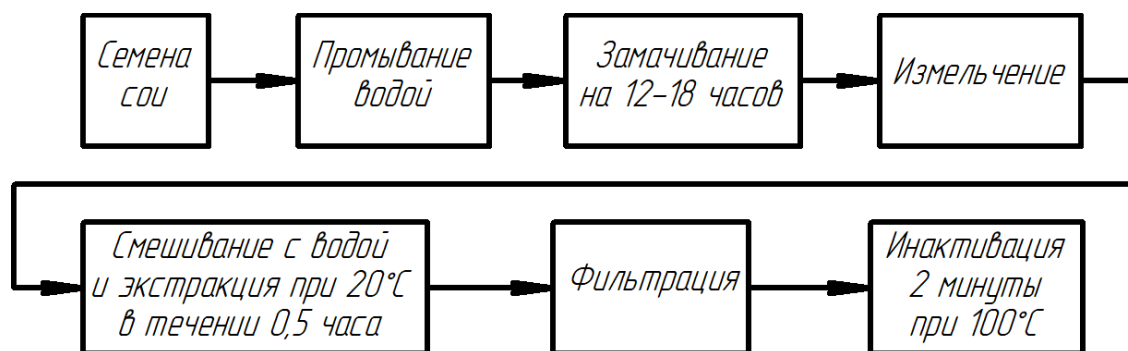 Семена
сои
Промывание
водой
Замачивание
на 12-18 часов
Измельчение
Смешивание с водой
и экстракция при 20°С
в течении 0,5 часа
Фильтрация
Инактивация
2 минуты
при 100°С